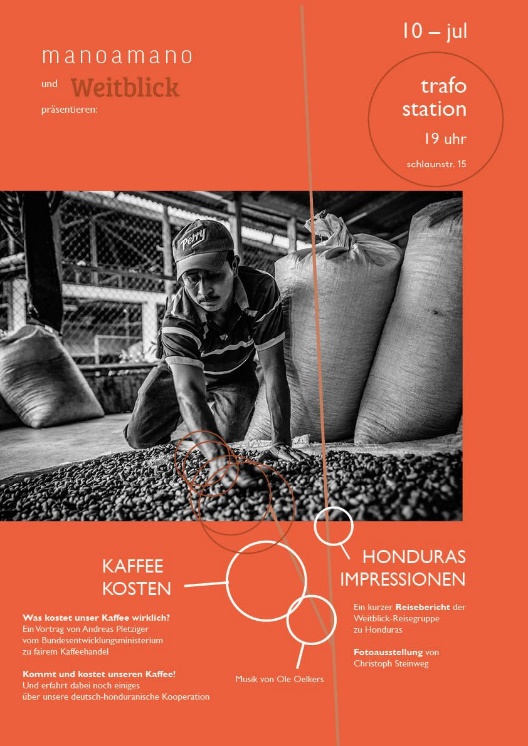 10 – jul
manoamano
und Weitblick
präsentieren:
trafo
station
19 uhr
schlaunstr. 15
Perry
KAFFEE
KOSTEN
HONDURAS
IMPRESSIONEN
Was kostet unser Kaffee wirklich?
Ein Vortrag von Andreas Pletziger
vom Bundesentwicklungsministerium
zu fairem Kaffeehandel
Kommt und kostet unseren Kaffee!
Und erfahrt dabei noch einiges
über unsere deutsch-honduranische Kooperation
Ein kurzer Reisebericht der
Weitblick-Reisegruppe
zu Honduras
Fotoausstellung von
Christoph Steinweg
Musik von Ole Oelkers